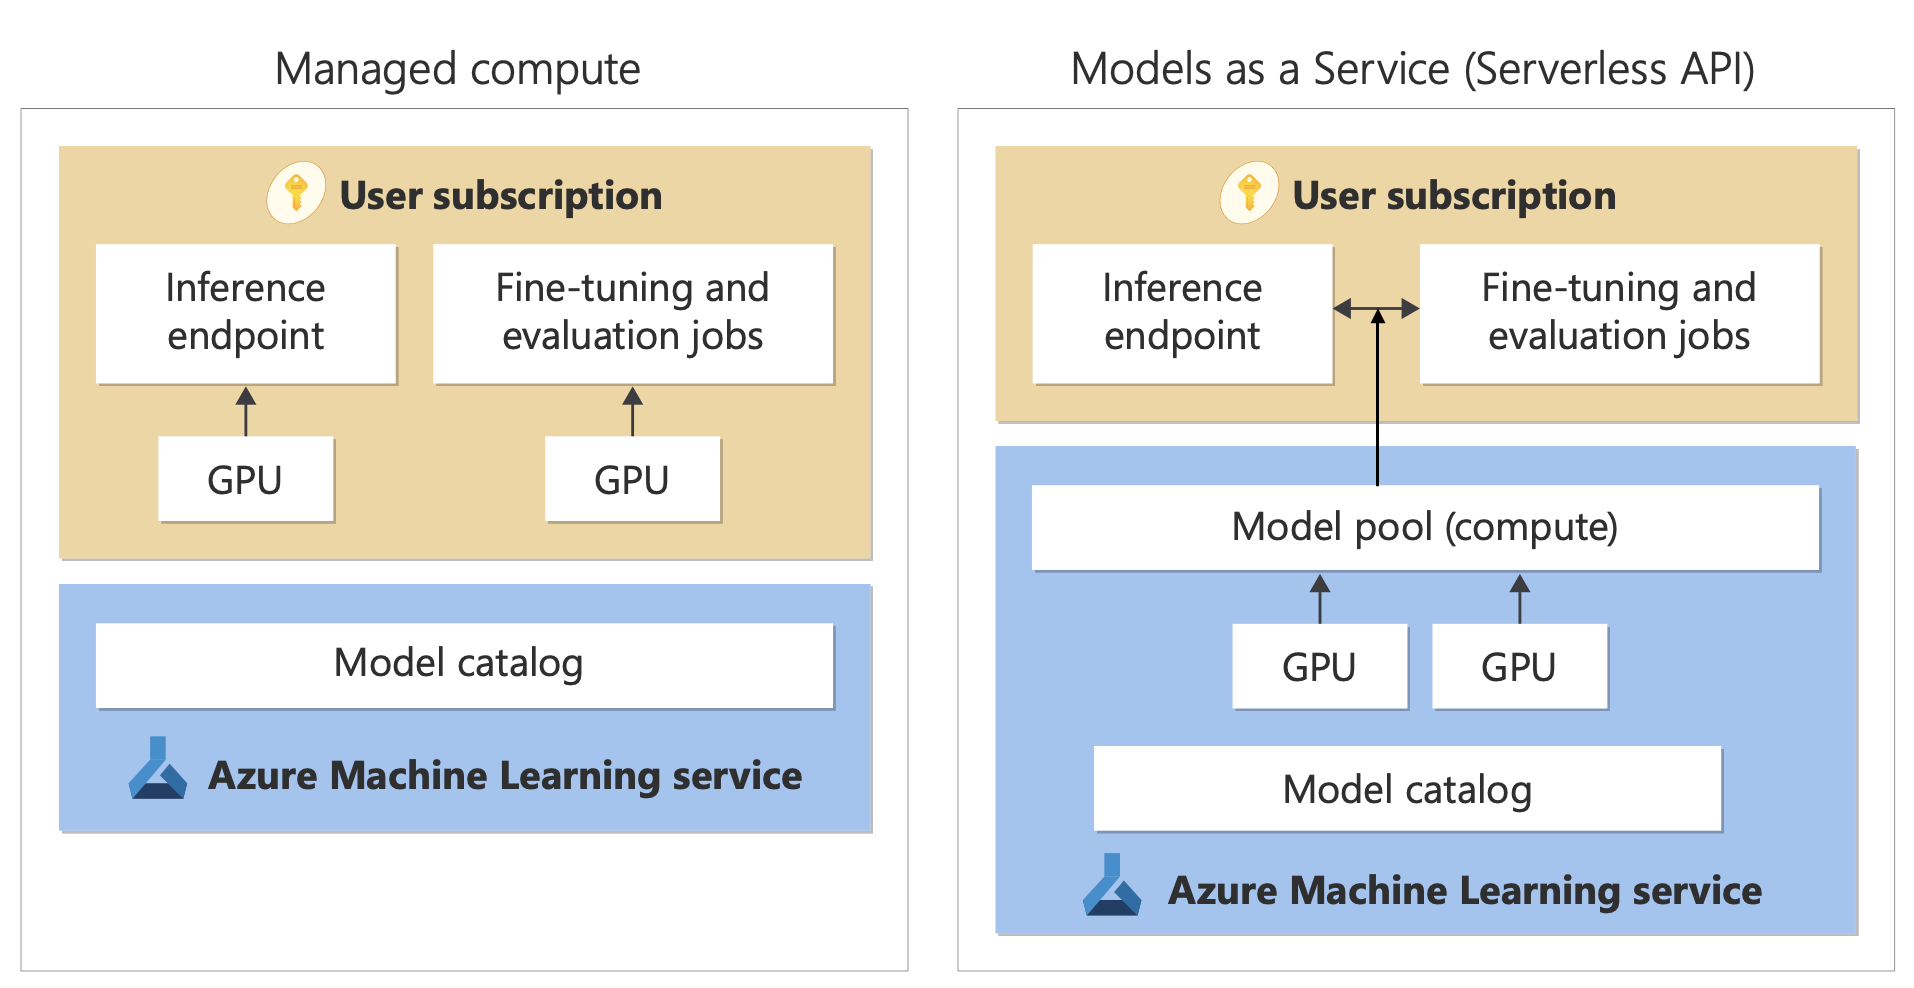 Managed compute
User subscription
Inference
endpoint
Fine-tuning and
evaluation jobs
GPU
GPU
Model catalog
Azure Machine Learning service
Models as a Service (Serverless API)
User subscription
Inference
endpoint
Fine-tuning and
evaluation jobs
Model pool (compute)
GPU
GPU
Model catalog
Azure Machine Learning service